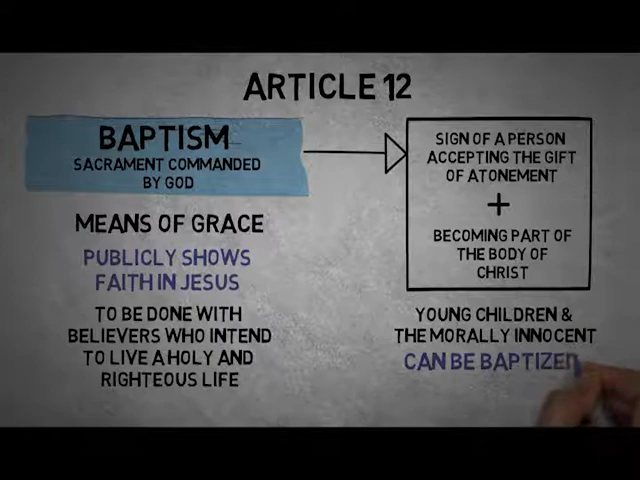 ARTICLE 12
BAPTISM
SACRAMENT COMMANDED
BY GOD
MEANS OF GRACE
PUBLICLY SHOWS
FAITH IN JESUS
TO BE DONE WITH
BELIEVERS WHO INTEND
TO LIVE A HOLY AND
RIGHTEOUS LIFE
SIGN OF A PERSON
ACCEPTING THE GIFT
OF ATONEMENT
+
BECOMING PART OF
THE BODY OF
CHRIST
YOUNG CHILDREN &
THE MORALLY INNOCENT
CAN BE BAPTIZED